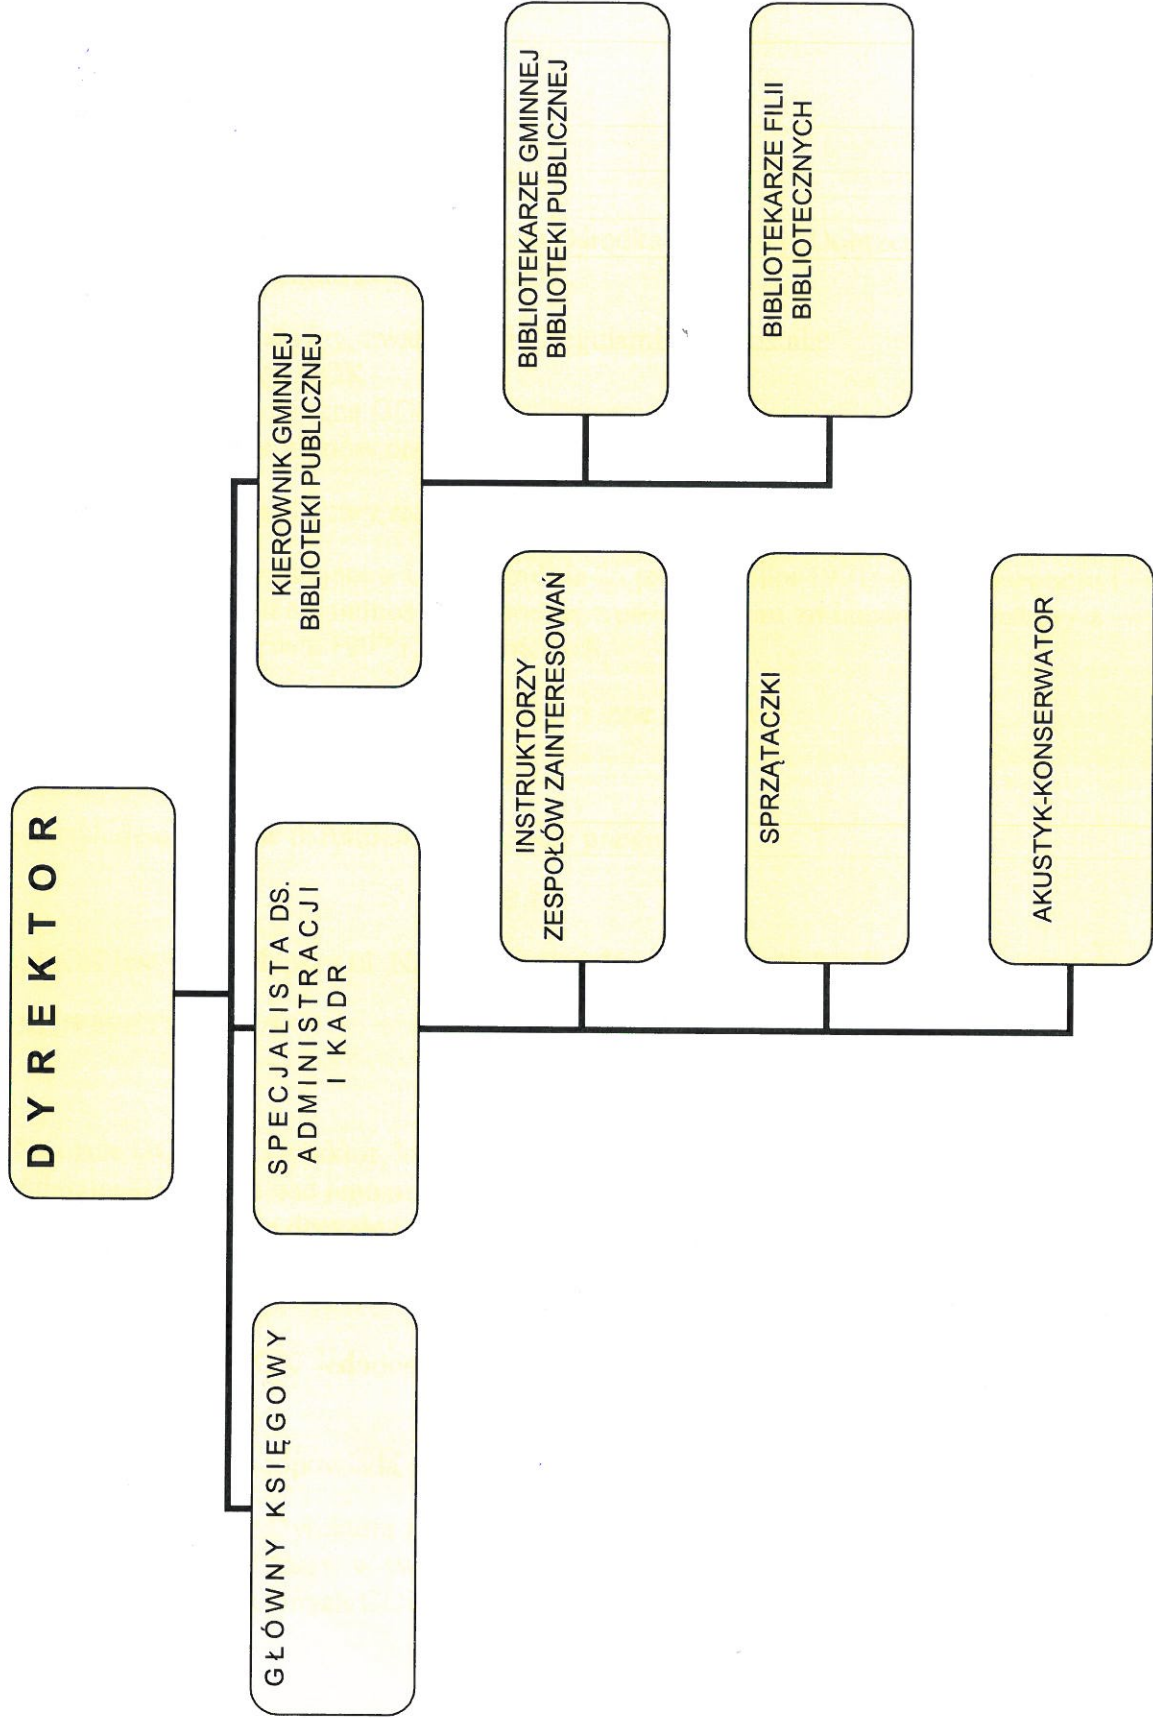 D Y R E K T O R
GŁÓWNY KSIĘGOWY
SPECJALISTA DS.
ADMINISTRACJI
I KADR
KIEROWNIK GMINNEJ
BIBLIOTEKI PUBLICZNEJ
INSTRUKTORZY
ZESPOŁÓW ZAINTERESOWAŃ
SPRZĄTACZKI
AKUSTYK-KONSERWATOR
BIBLIOTEKARZE GMINNEJ
BIBLIOTEKI PUBLICZNEJ
BIBLIOTEKARZE FILII
BIBLIOTECZNYCH